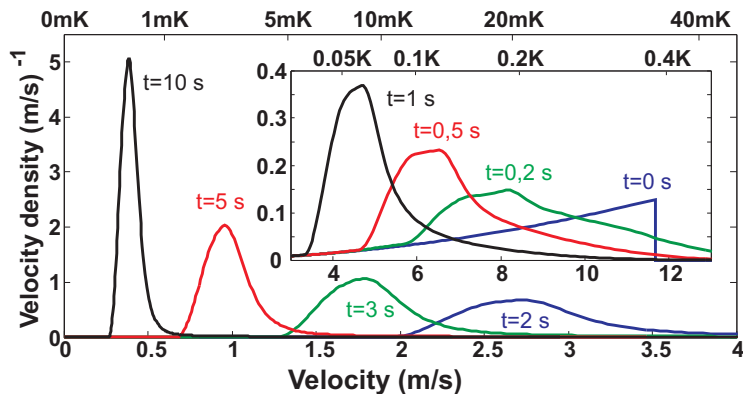 0mK 1mK 5mK 10mK 20mK 40mK
Velocity density (m/s)-1
5
4
3
2
1
0
t=10 s
t=5 s
t=3 s
t=2 s
0.05K 0.1K 0.2K 0.4K
0.4
0.3
0.2
0.1
0
t=1 s
t=0,5 s
t=0,2 s
t=0 s
4 6 8 10 12
0 0.5 1 1.5 2 2.5 3 3.5 4
Velocity (m/s)